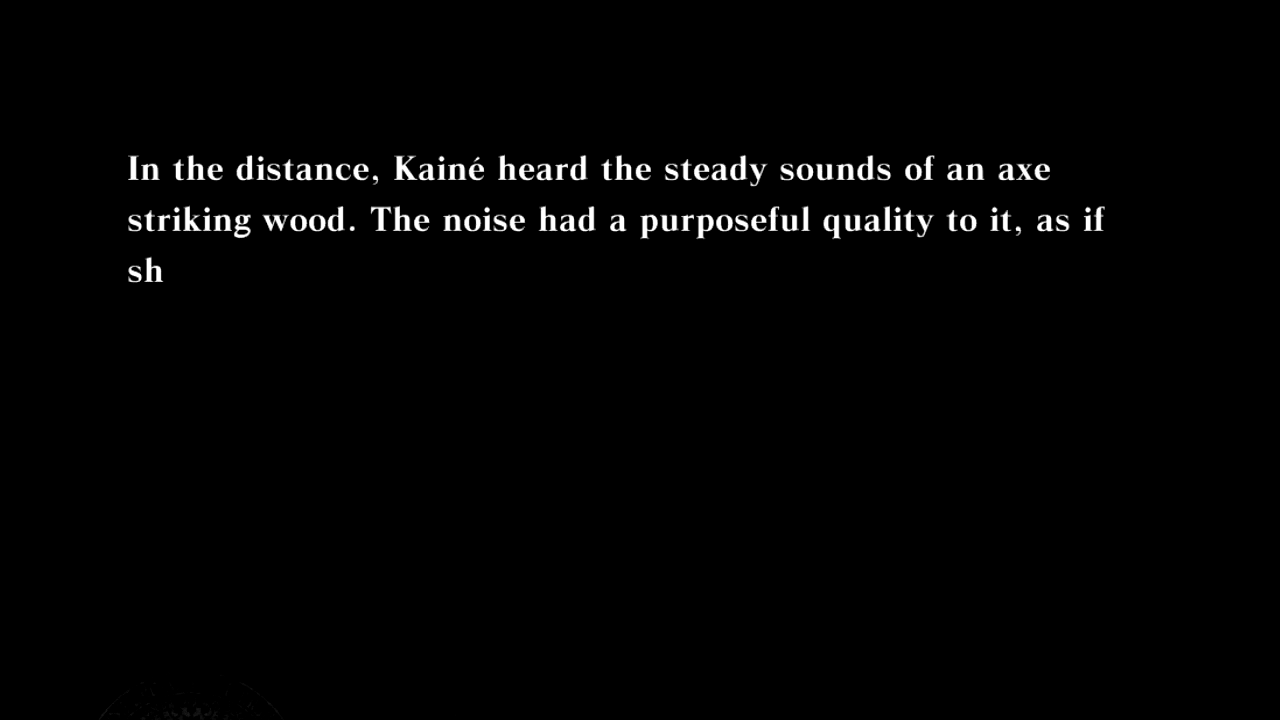 In the distance, Kainé heard the steady sounds of an axe
striking wood. The noise had a purposeful quality to it, as if
sh